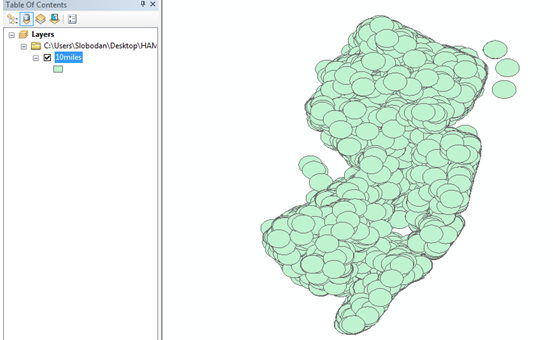 Table Of Contents
Layers
C:\Users\Slobodan\Desktop\HAM
10miles